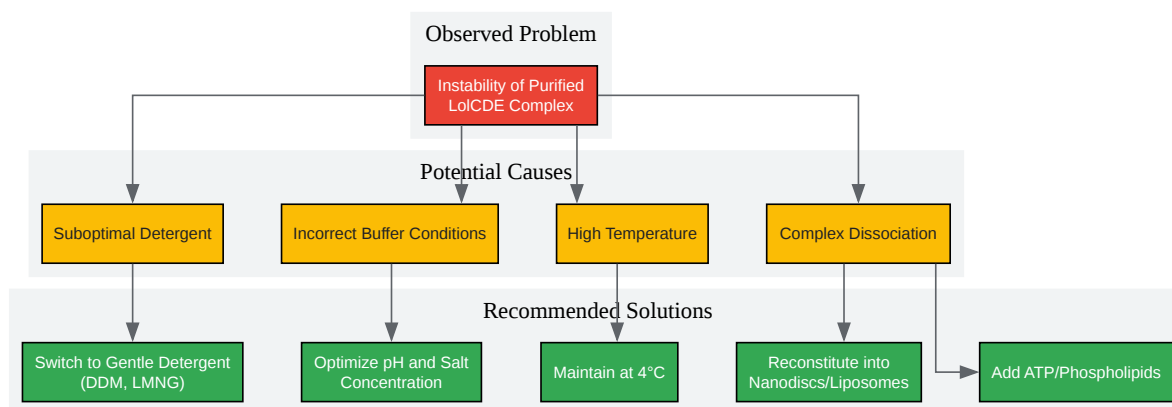 Observed Problem
Instability of Purified
LolCDE Complex
Potential Causes
Suboptimal Detergent
Incorrect Buffer Conditions
High Temperature
Complex Dissociation
Recommended Solutions
Switch to Gentle Detergent
(DDM, LMNG)
Optimize pH and Salt
Concentration
Maintain at 4°C
Reconstitute into
Nanodiscs/Liposomes
Add ATP/Phospholipids